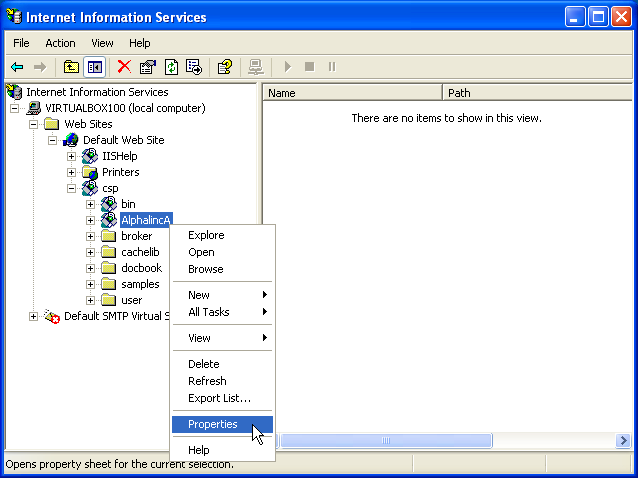 Internet Information Services
File Action View Help
Internet Information Services
VIRTUALBOX100 (local computer)
Web Sites
Default Web Site
IISHelp
Printers
csp
bin
AlphalincA
broker
cachelib
docbook
samples
user
Default SMTP Virtual S
Name Path
There are no items to show in this view.
Explore
Open
Browse
New
All Tasks
View
Delete
Refresh
Export List...
Properties
Help
Opens property sheet for the current selection.